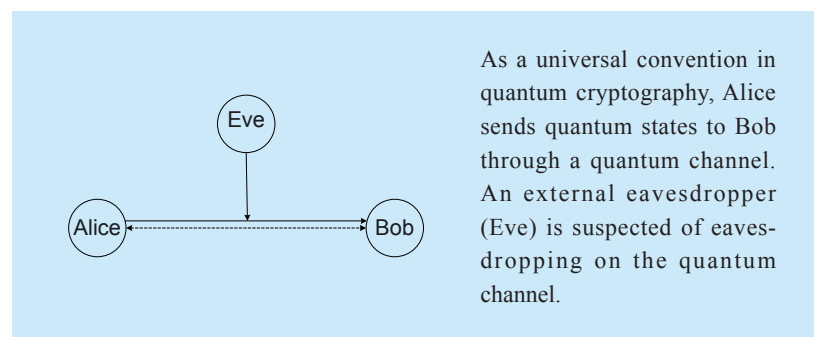 Eve
Alice
Bob
As a universal convention in
quantum cryptography, Alice
sends quantum states to Bob
through a quantum channel.
An external eavesdropper
(Eve) is suspected of eaves-
dropping on the quantum
channel.